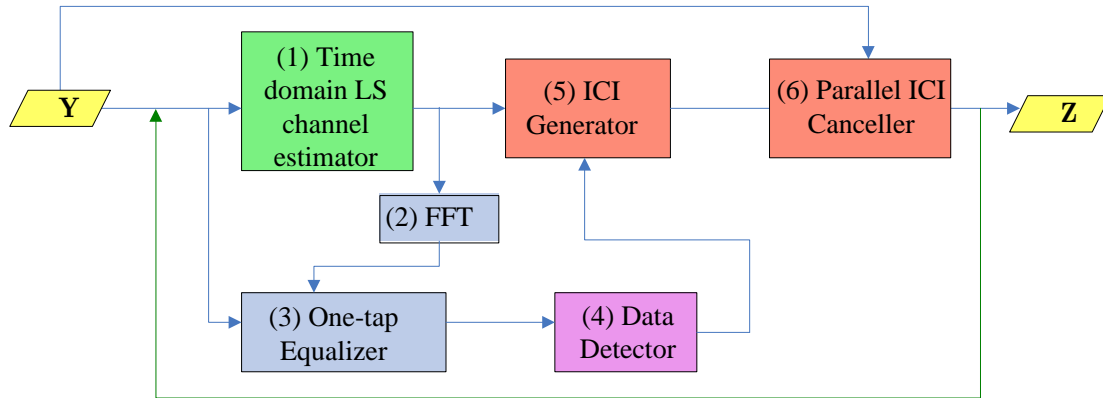 Y
(1) Time
domain LS
channel
estimator
(5) ICI
Generator
(6) Parallel ICI
Canceller
Z
(2) FFT
(3) One-tap
Equalizer
(4) Data
Detector